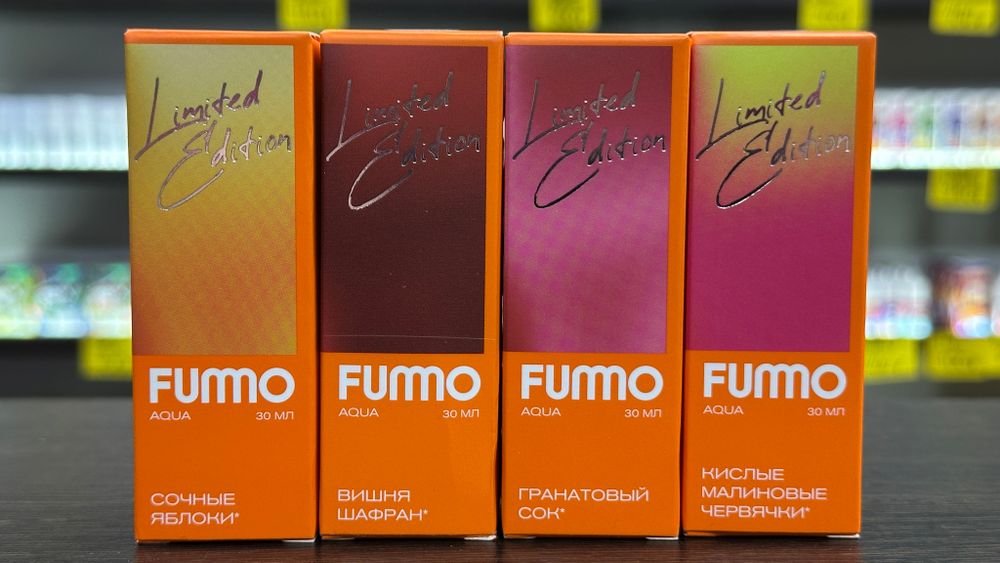 Limited
Edition
FUMMO
AQUA 30 МЛ
СОЧНЫЕ
ЯБЛОКИ*
Limited
Edition
FUMMO
AQUA 30 МЛ
ВИШНЯ
ШАФРАН*
Limited
Edition
FUMMO
AQUA 30 МЛ
ГРАНАТОВЫЙ
СОК*
Limited
Edition
FUMMO
AQUA 30 МЛ
КИСЛЫЕ
МАЛИНОВЫЕ
ЧЕРВЯЧКИ*